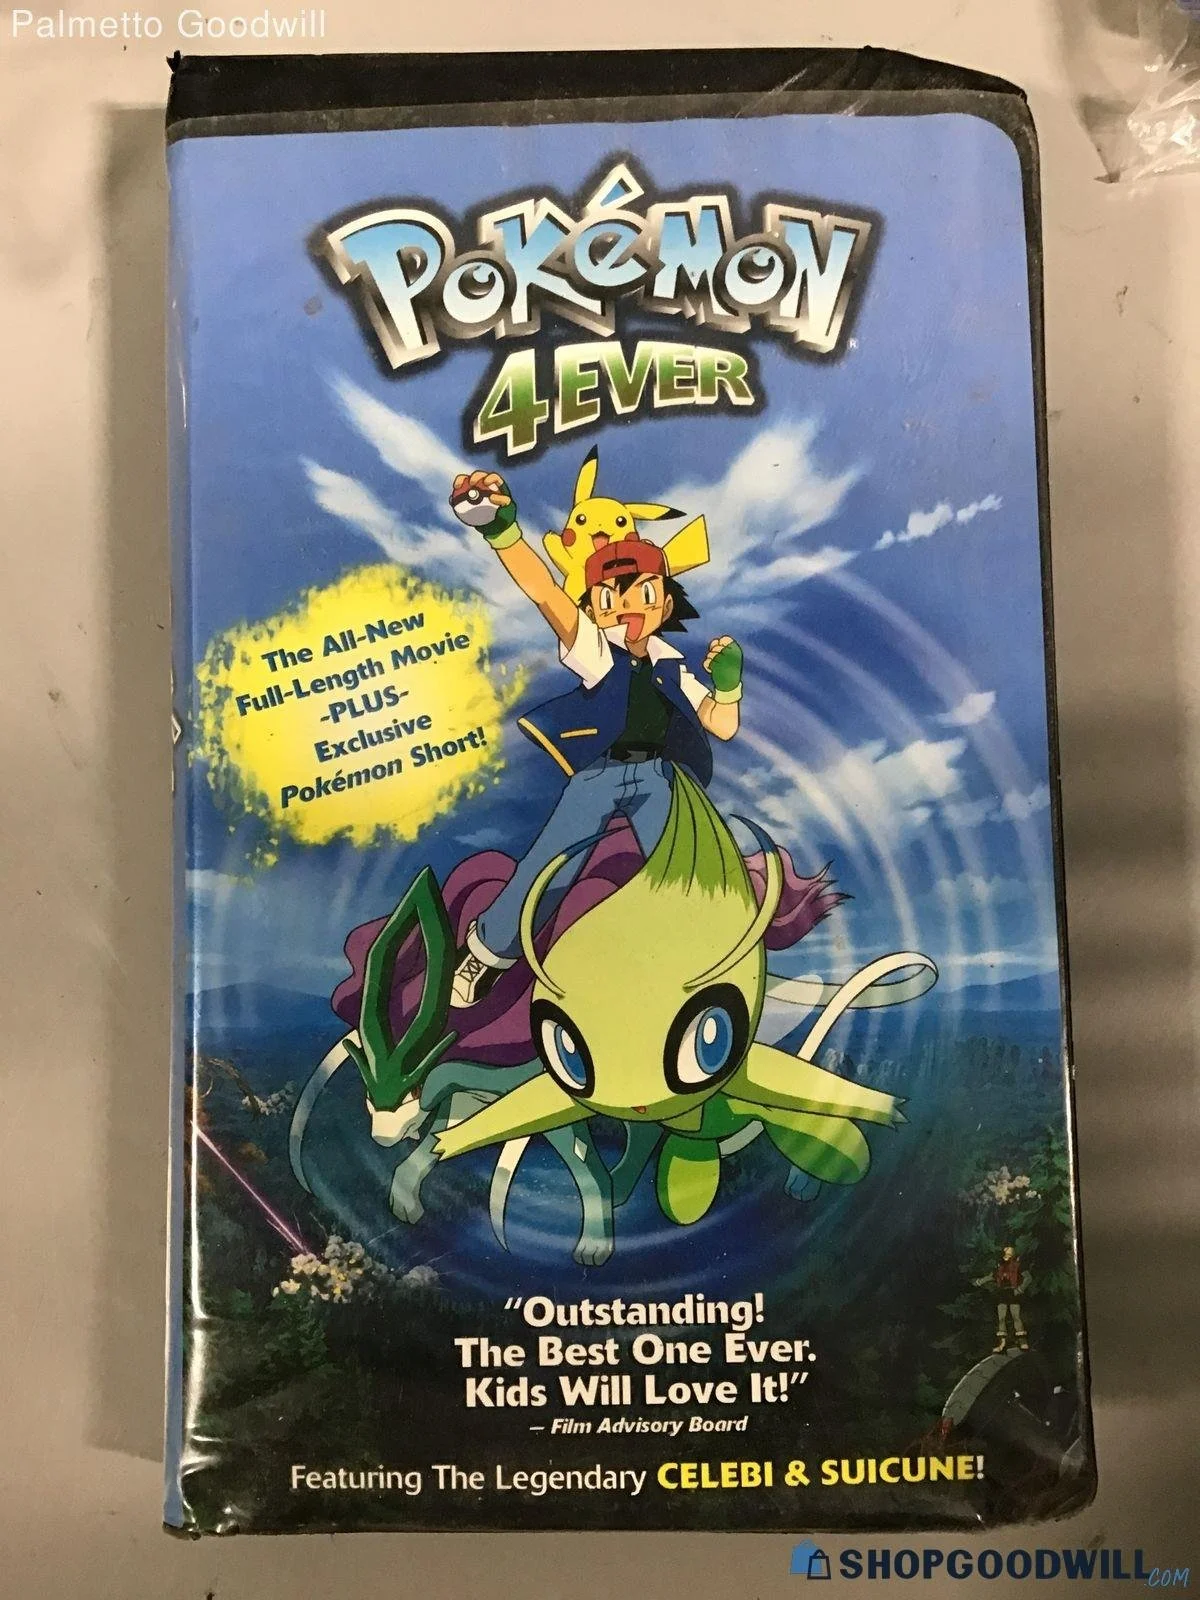 Palmetto Goodwill
POKéMON
4EVER
The All-New
Full-Length Movie
-PLUS-
Exclusive
Pokémon Short!
"Outstanding!
The Best One Ever.
Kids Will Love It!"
– Film Advisory Board
Featuring The Legendary CELEBI & SUICUNE!
SHOPGOODWILL.COM